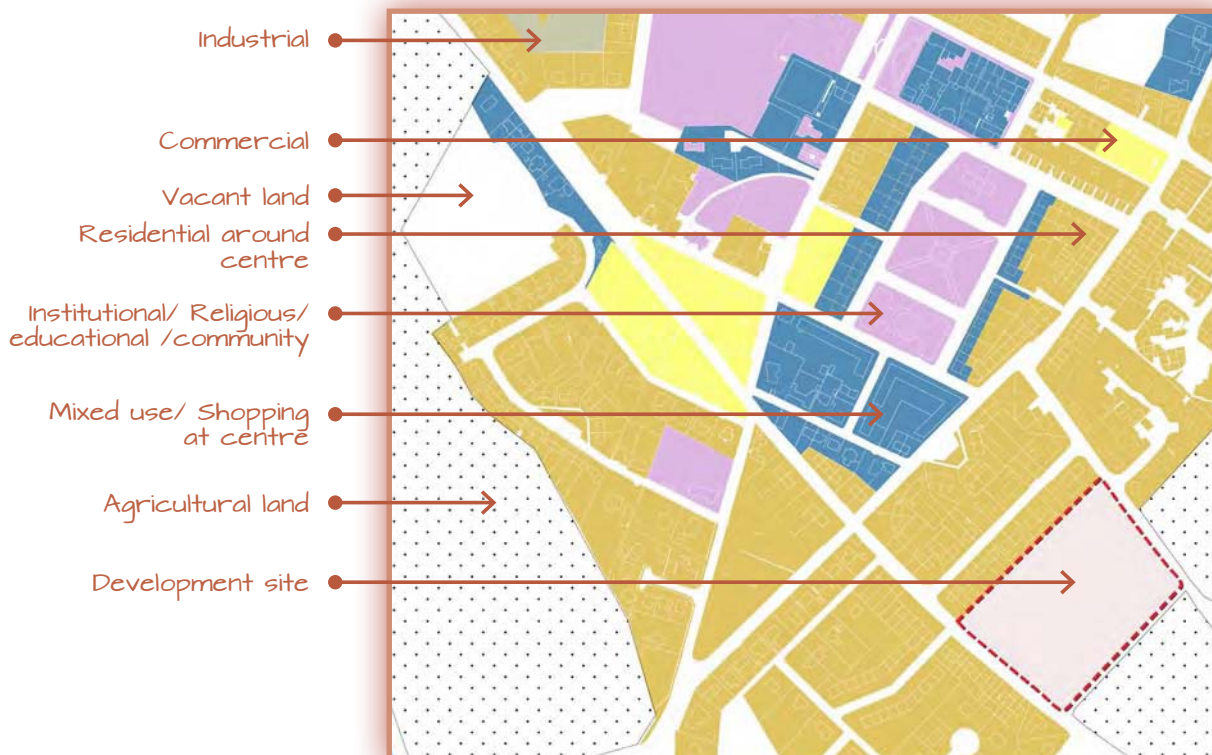 Industrial
Commercial
Vacant land
Residential around
centre
Institutional/ Religious/
educational /community
Mixed use/ Shopping
at centre
Agricultural land
Development site